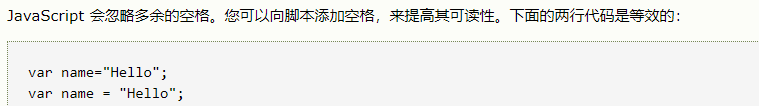 JavaScript 会忽略多余的空格。您可以向脚本添加空格，来提高其可读性。下面的两行代码是等效的：
var name="Hello";
var name = "Hello";